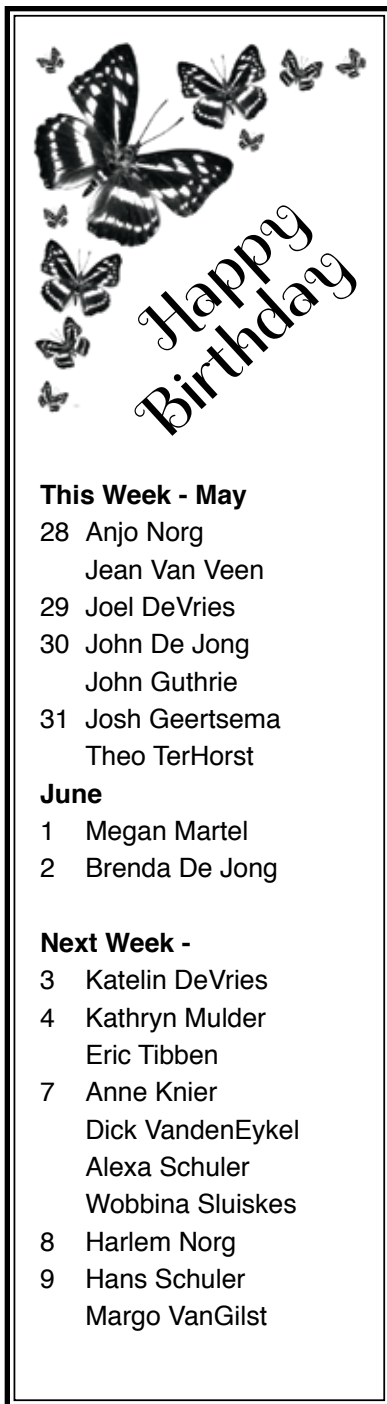 Happy
Birthday
This Week - May
28 Anjo Norg
Jean Van Veen
29 Joel DeVries
30 John De Jong
John Guthrie
31 Josh Geertsema
Theo TerHorst
June
1 Megan Martel
2 Brenda De Jong
Next Week -
3 Katelin DeVries
4 Kathryn Mulder
Eric Tibben
7 Anne Knier
Dick VandenEykel
Alexa Schuler
Wobbina Sluiskes
8 Harlem Norg
9 Hans Schuler
Margo VanGilst